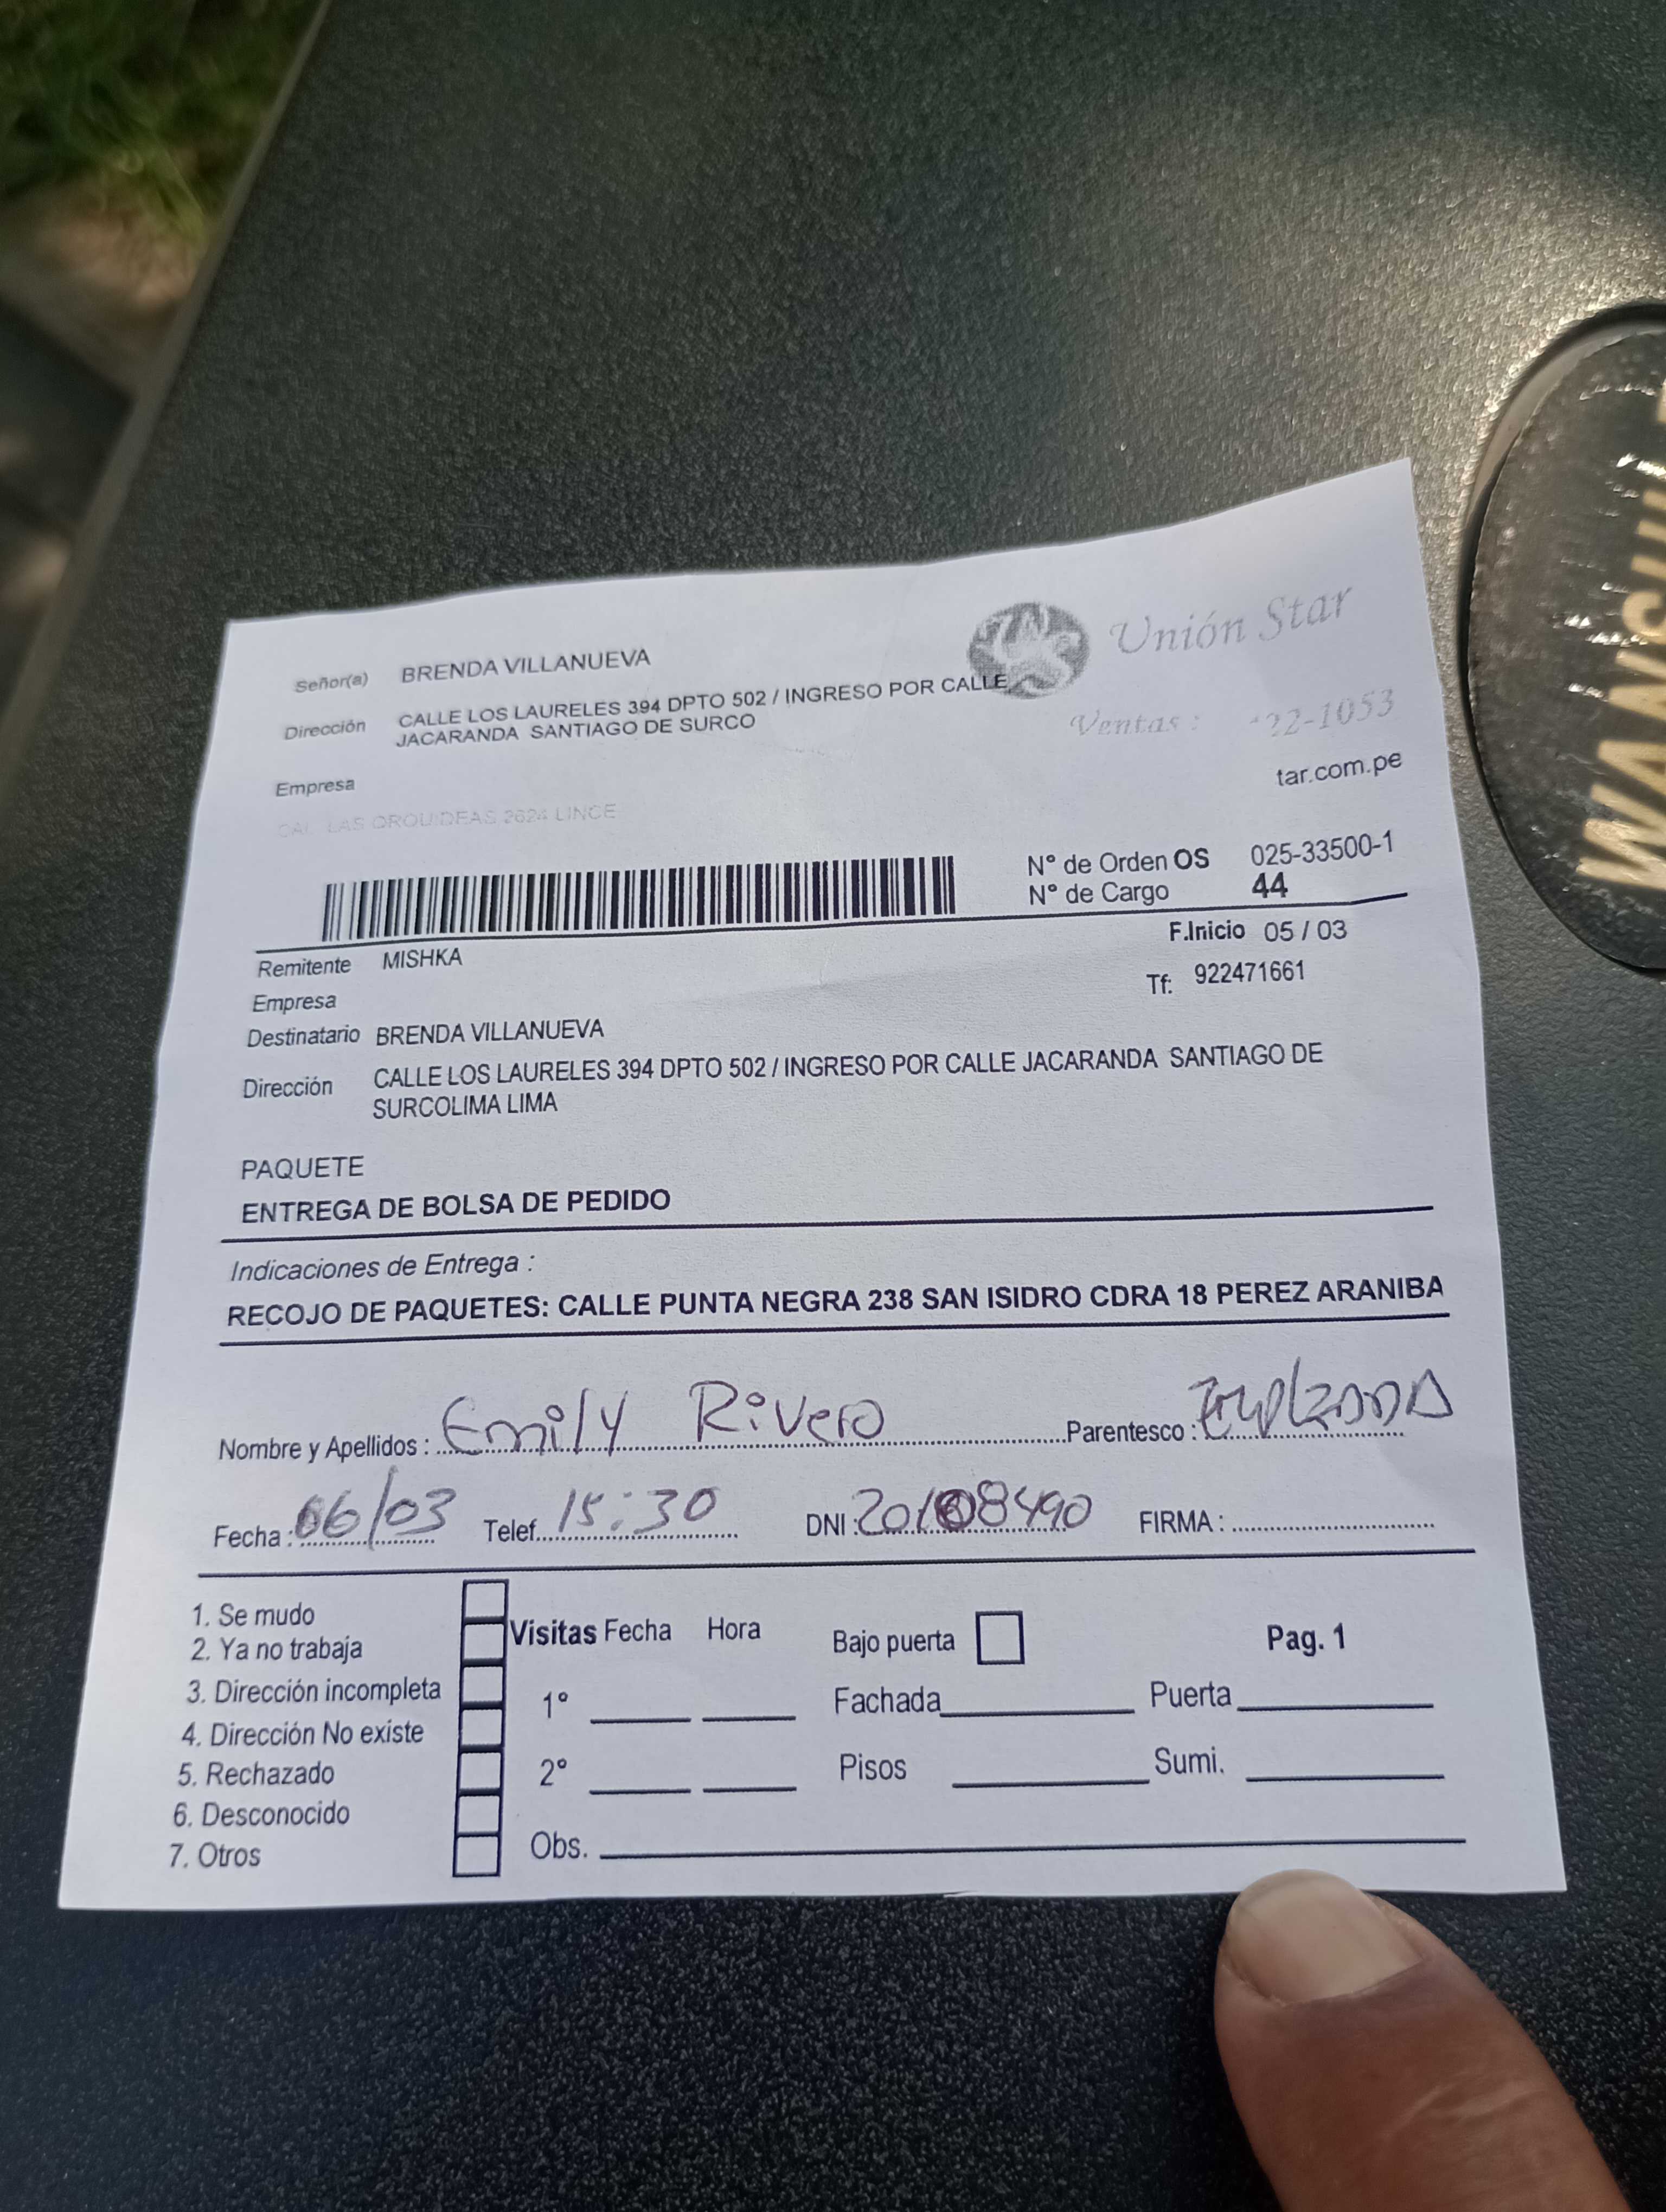 Unión Star
Señor(a) BRENDA VILLANUEVA
Dirección CALLE LOS LAURELES 394 DPTO 502 / INGRESO POR CALLE
JACARANDA SANTIAGO DE SURCO
Ventas : 22-1053
Empresa
tar.com.pe
LAS ORQUIDEAS 2624 LINCE
N° de Orden OS 025-33500-1
N° de Cargo 44
F.Inicio 05 / 03
Remitente MISHKA
Tf: 922471661
Empresa
Destinatario BRENDA VILLANUEVA
Dirección CALLE LOS LAURELES 394 DPTO 502 / INGRESO POR CALLE JACARANDA SANTIAGO DE
SURCOLIMA LIMA
PAQUETE
ENTREGA DE BOLSA DE PEDIDO
Indicaciones de Entrega :
RECOJO DE PAQUETES: CALLE PUNTA NEGRA 238 SAN ISIDRO CDRA 18 PEREZ ARANIBA
Nombre y Apellidos : Emily Rivero Parentesco :
Fecha : 06/03 Telef. 15:30 DNI : FIRMA :
1. Se mudo
2. Ya no trabaja
3. Dirección incompleta
4. Dirección No existe
5. Rechazado
6. Desconocido
7. Otros
Visitas Fecha Hora
1°
2°
Obs.
Bajo puerta
Pag. 1
Fachada Puerta
Pisos Sumi.